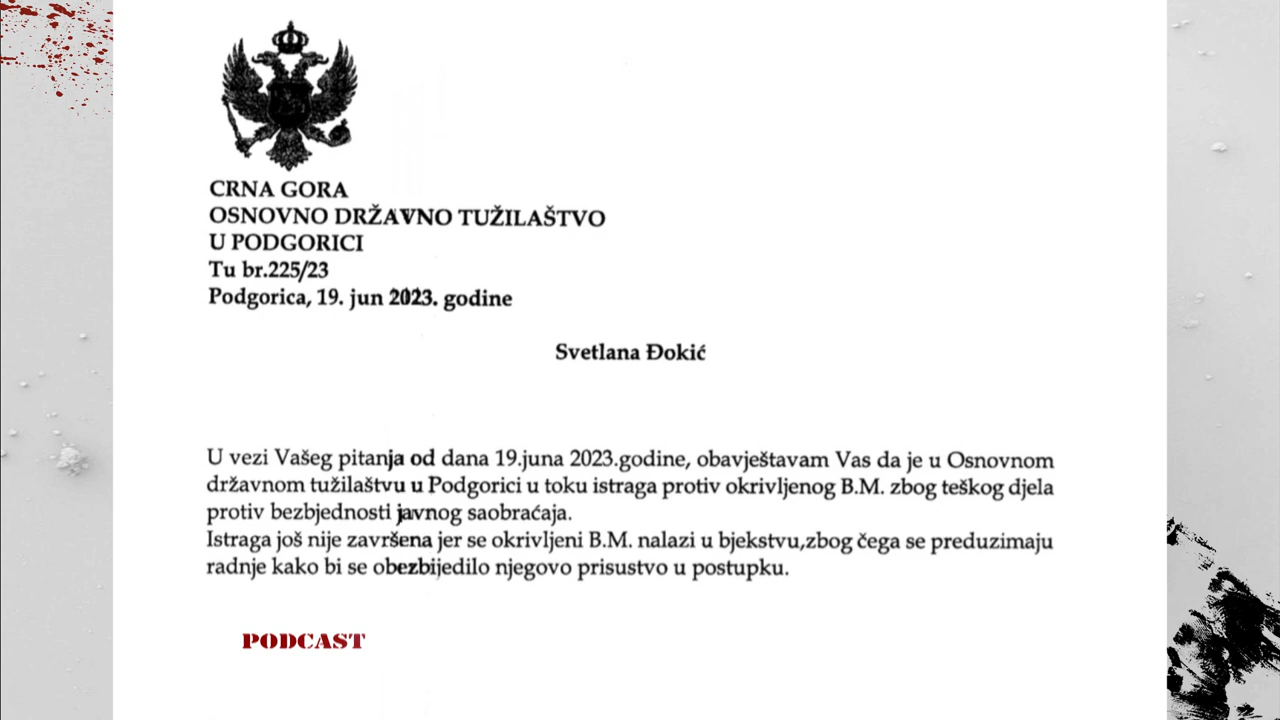 CRNA GORA
OSNOVNO DRŽAVNO TUŽILAŠTVO
U PODGORICI
Tu br.225/23
Podgorica, 19. jun 2023. godine
Svetlana Đokić
U vezi Vašeg pitanja od dana 19.juna 2023.godine, obavještavam Vas da je u Osnovnom
državnom tužilaštvu u Podgorici u toku istraga protiv okrivljenog B.M. zbog teškog djela
protiv bezbjednosti javnog saobraćaja.
Istraga još nije završena jer se okrivljeni B.M. nalazi u bjekstvu,zbog čega se preduzimaju
radnje kako bi se obezbijedilo njegovo prisustvo u postupku.
PODCAST